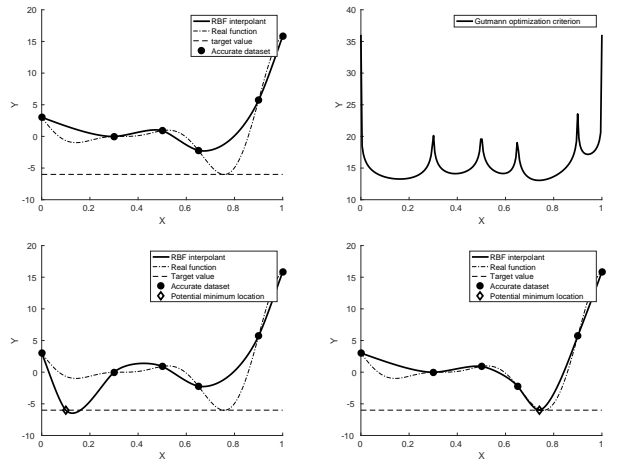 RBF interpolant
Real function
target value
Accurate dataset
20
15
10
5
0
-5
-10
Y
0
0.2
0.4
0.6
0.8
1
X
Gutmann optimization criterion
40
35
30
25
20
15
10
Y
0
0.2
0.4
0.6
0.8
1
X
RBF interpolant
Real function
Target value
Accurate dataset
Potential minimum location
20
15
10
5
0
-5
-10
Y
0
0.2
0.4
0.6
0.8
1
X
RBF interpolant
Real function
Target value
Accurate dataset
Potential minimum location
20
15
10
5
0
-5
-10
Y
0
0.2
0.4
0.6
0.8
1
X